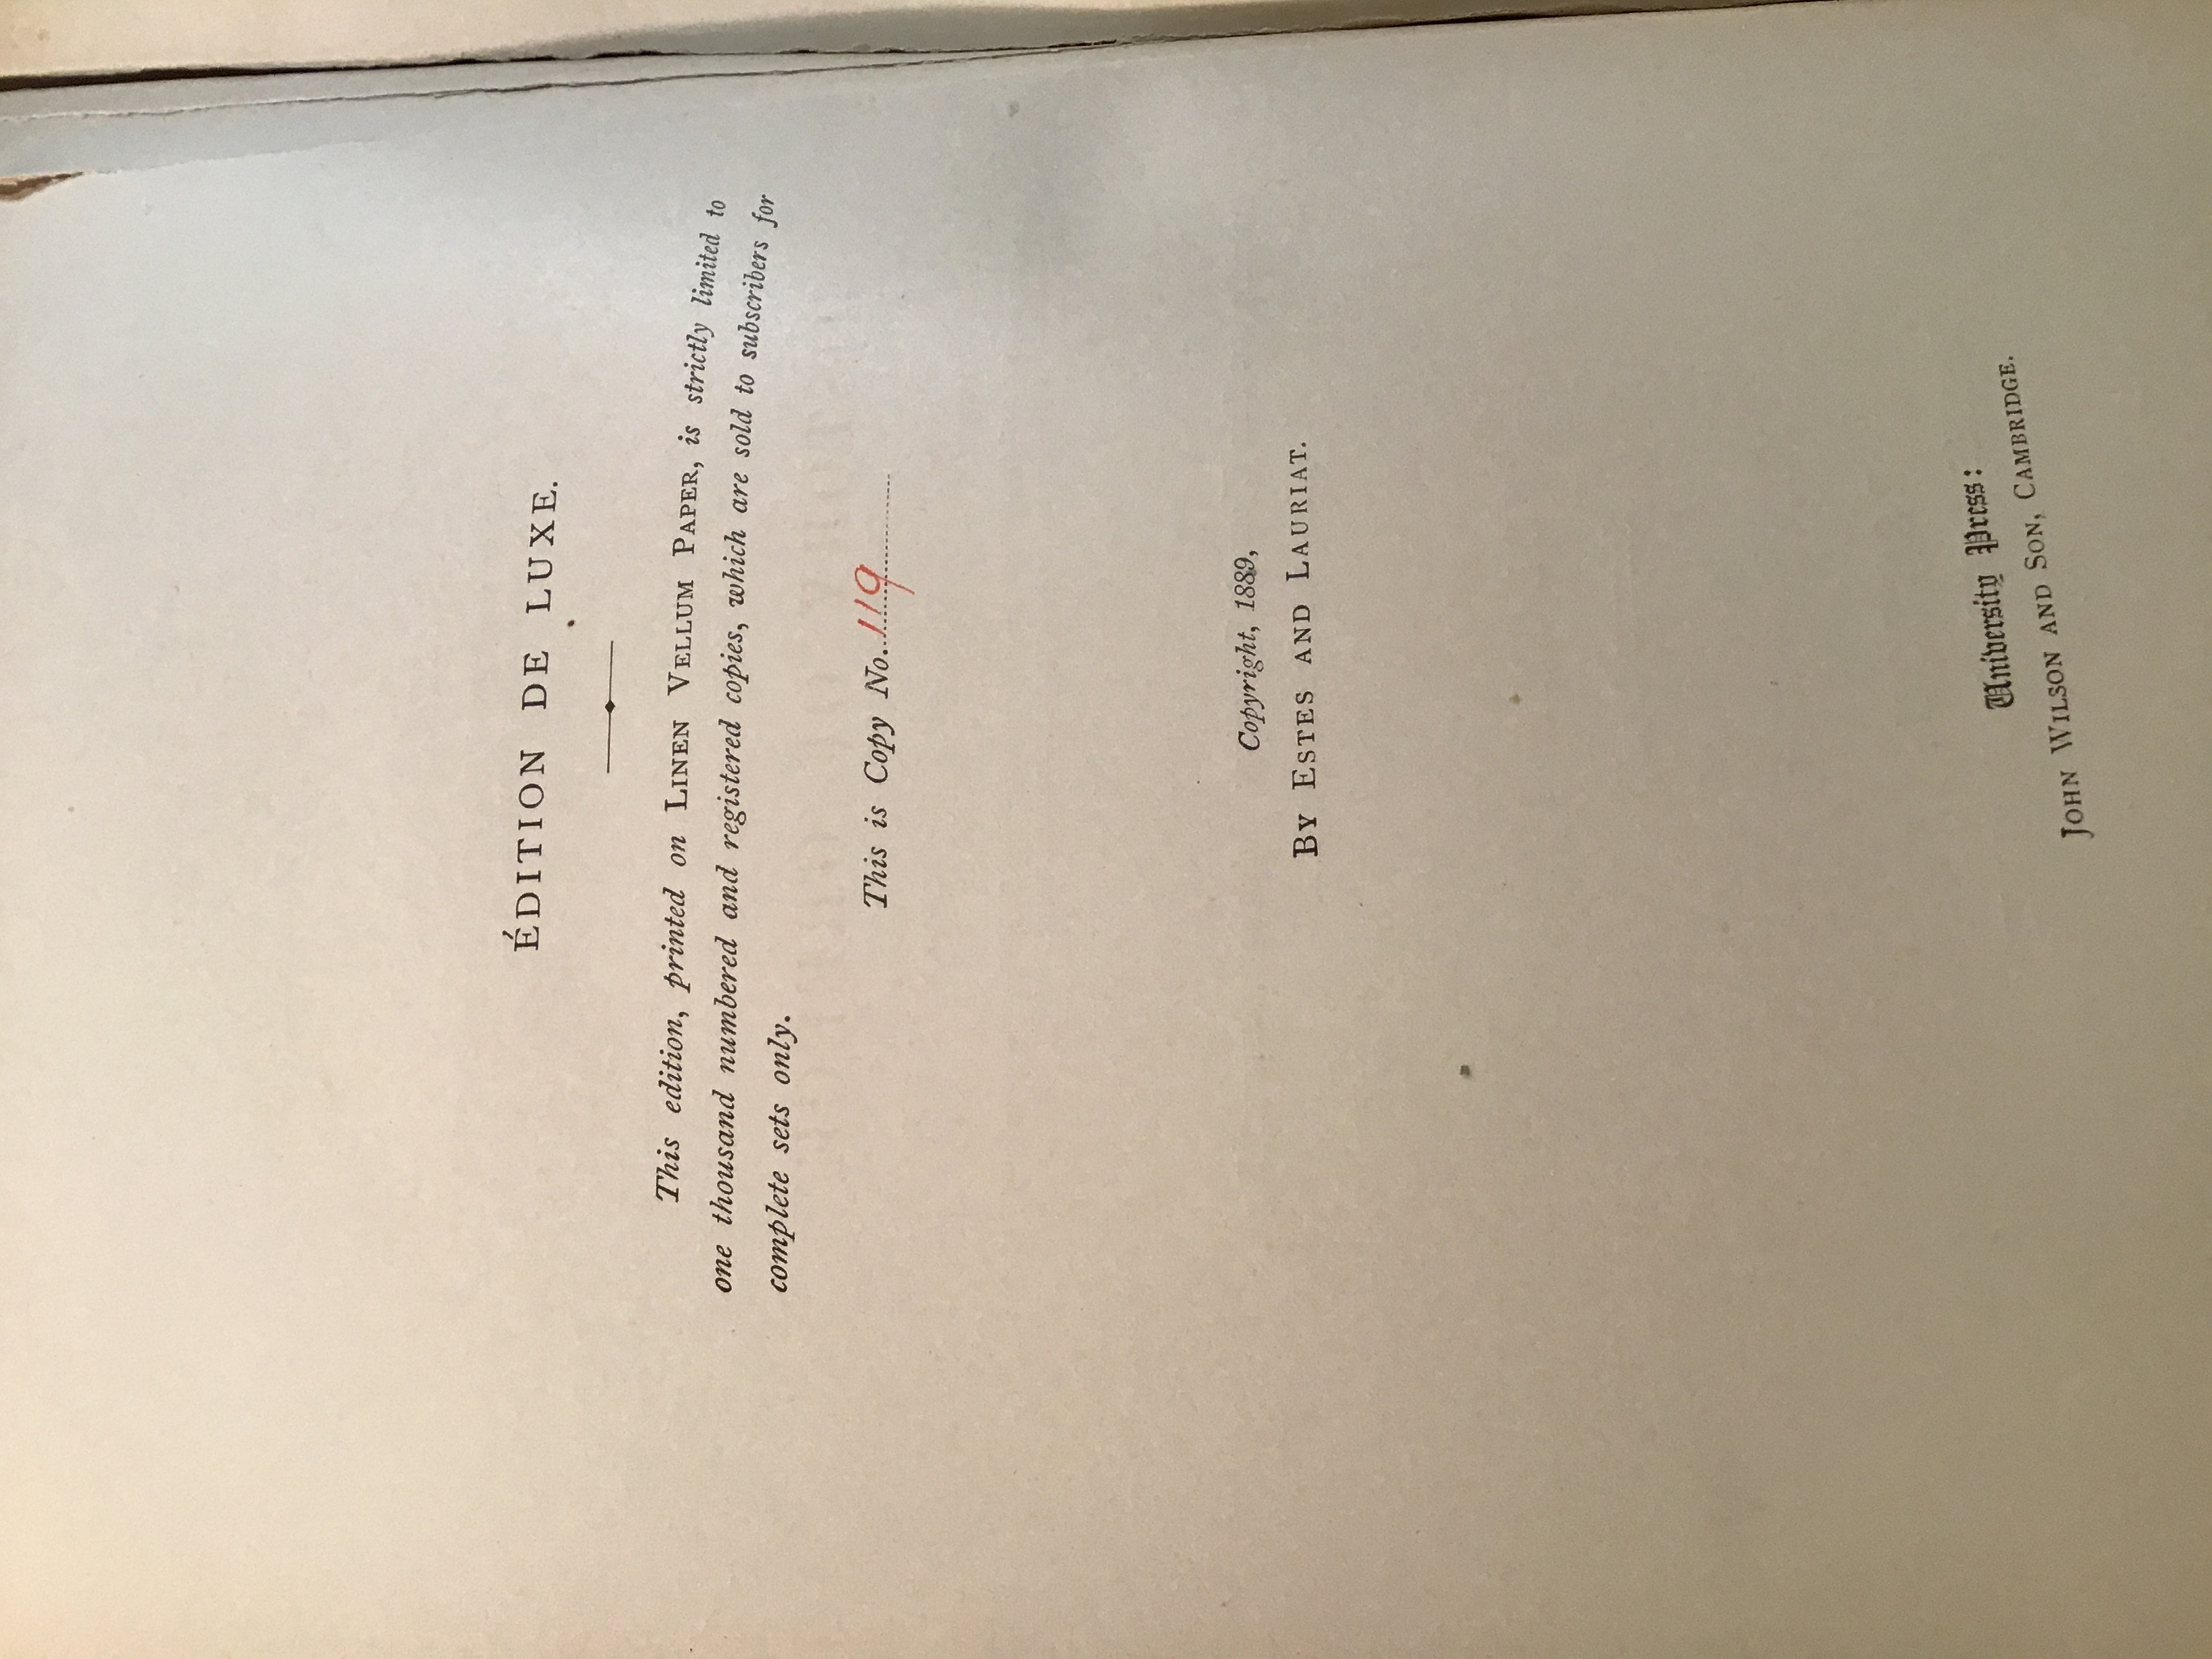 ÉDITION DE LUXE.
This edition, printed on LINEN VELLUM PAPER, is strictly limited to
one thousand numbered and registered copies, which are sold to subscribers for
complete sets only.
This is Copy No. 119
Copyright, 1889,
BY ESTES AND LAURIAT.
University Press:
JOHN WILSON AND SON, CAMBRIDGE.